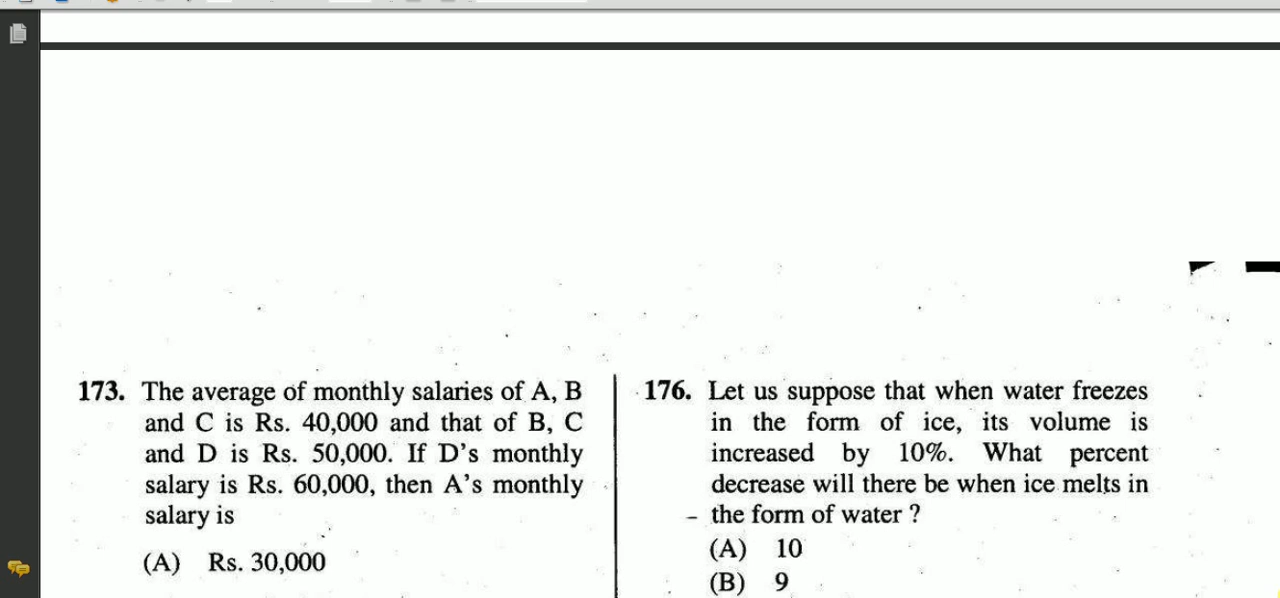 173. The average of monthly salaries of A, B
and C is Rs. 40,000 and that of B, C
and D is Rs. 50,000. If D's monthly
salary is Rs. 60,000, then A's monthly
salary is
(A) Rs. 30,000
176. Let us suppose that when water freezes
in the form of ice, its volume is
increased by 10%. What percent
decrease will there be when ice melts in
the form of water ?
(A) 10
(B) 9